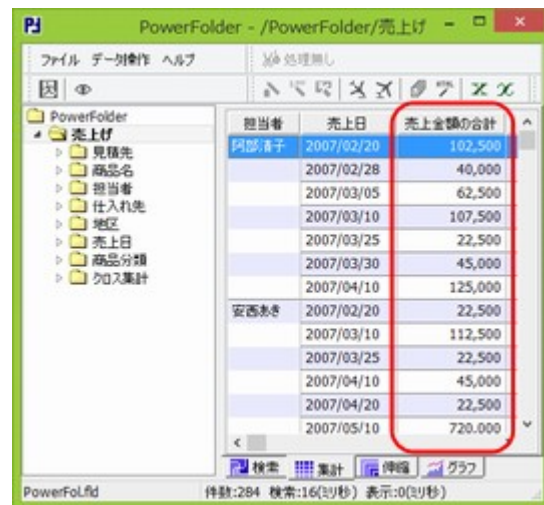 PowerFolder - /PowerFolder/売上げ
ファイル データ操作 ヘルプ
処理無し
PowerFolder
売上げ
見積先
商品名
担当者
仕入れ先
地区
売上日
商品分類
クロス集計
担当者 売上日 売上金額の合計
阿部清子 2007/02/20 102,500
2007/02/28 40,000
2007/03/05 62,500
2007/03/10 107,500
2007/03/25 22,500
2007/03/30 45,000
2007/04/10 125,000
安西あき 2007/02/20 22,500
2007/03/10 112,500
2007/03/25 22,500
2007/04/10 45,000
2007/04/20 22,500
2007/05/10 720.000
検索 集計 伸縮 グラフ
PowerFol.fld 件数:284 検索:16(ミリ秒) 表示:0(ミリ秒)